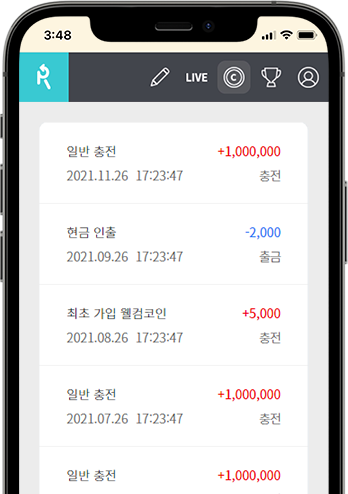 3:48
LIVE
C
일반 충전 +1,000,000
2021.11.26 17:23:47 충전
현금 인출 -2,000
2021.09.26 17:23:47 출금
최초 가입 웰컴코인 +5,000
2021.08.26 17:23:47 충전
일반 충전 +1,000,000
2021.07.26 17:23:47 충전
일반 충전 +1,000,000